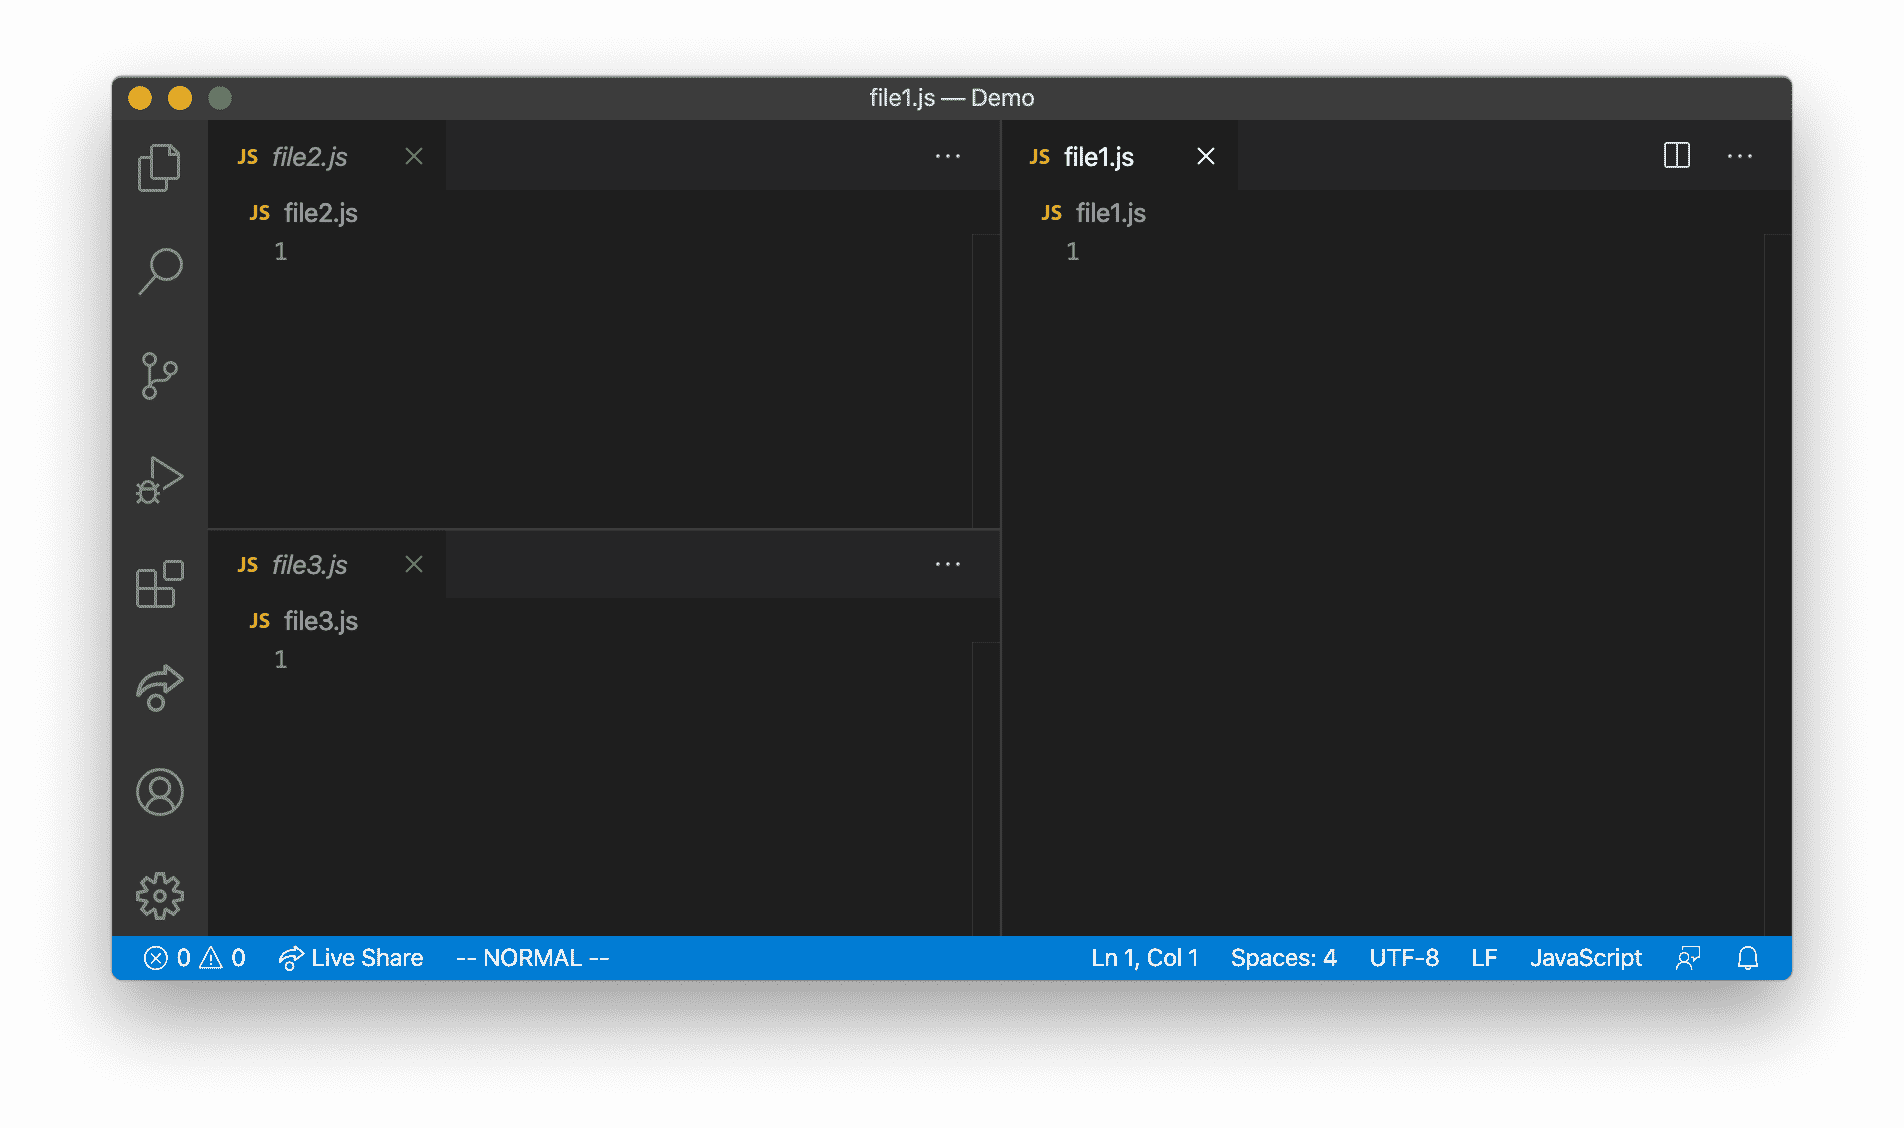 file1.js — Demo
JS file2.js
JS file2.js
1
JS file3.js
JS file3.js
1
JS file1.js
JS file1.js
1
0 0 Live Share -- NORMAL -- Ln 1, Col 1 Spaces: 4 UTF-8 LF JavaScript